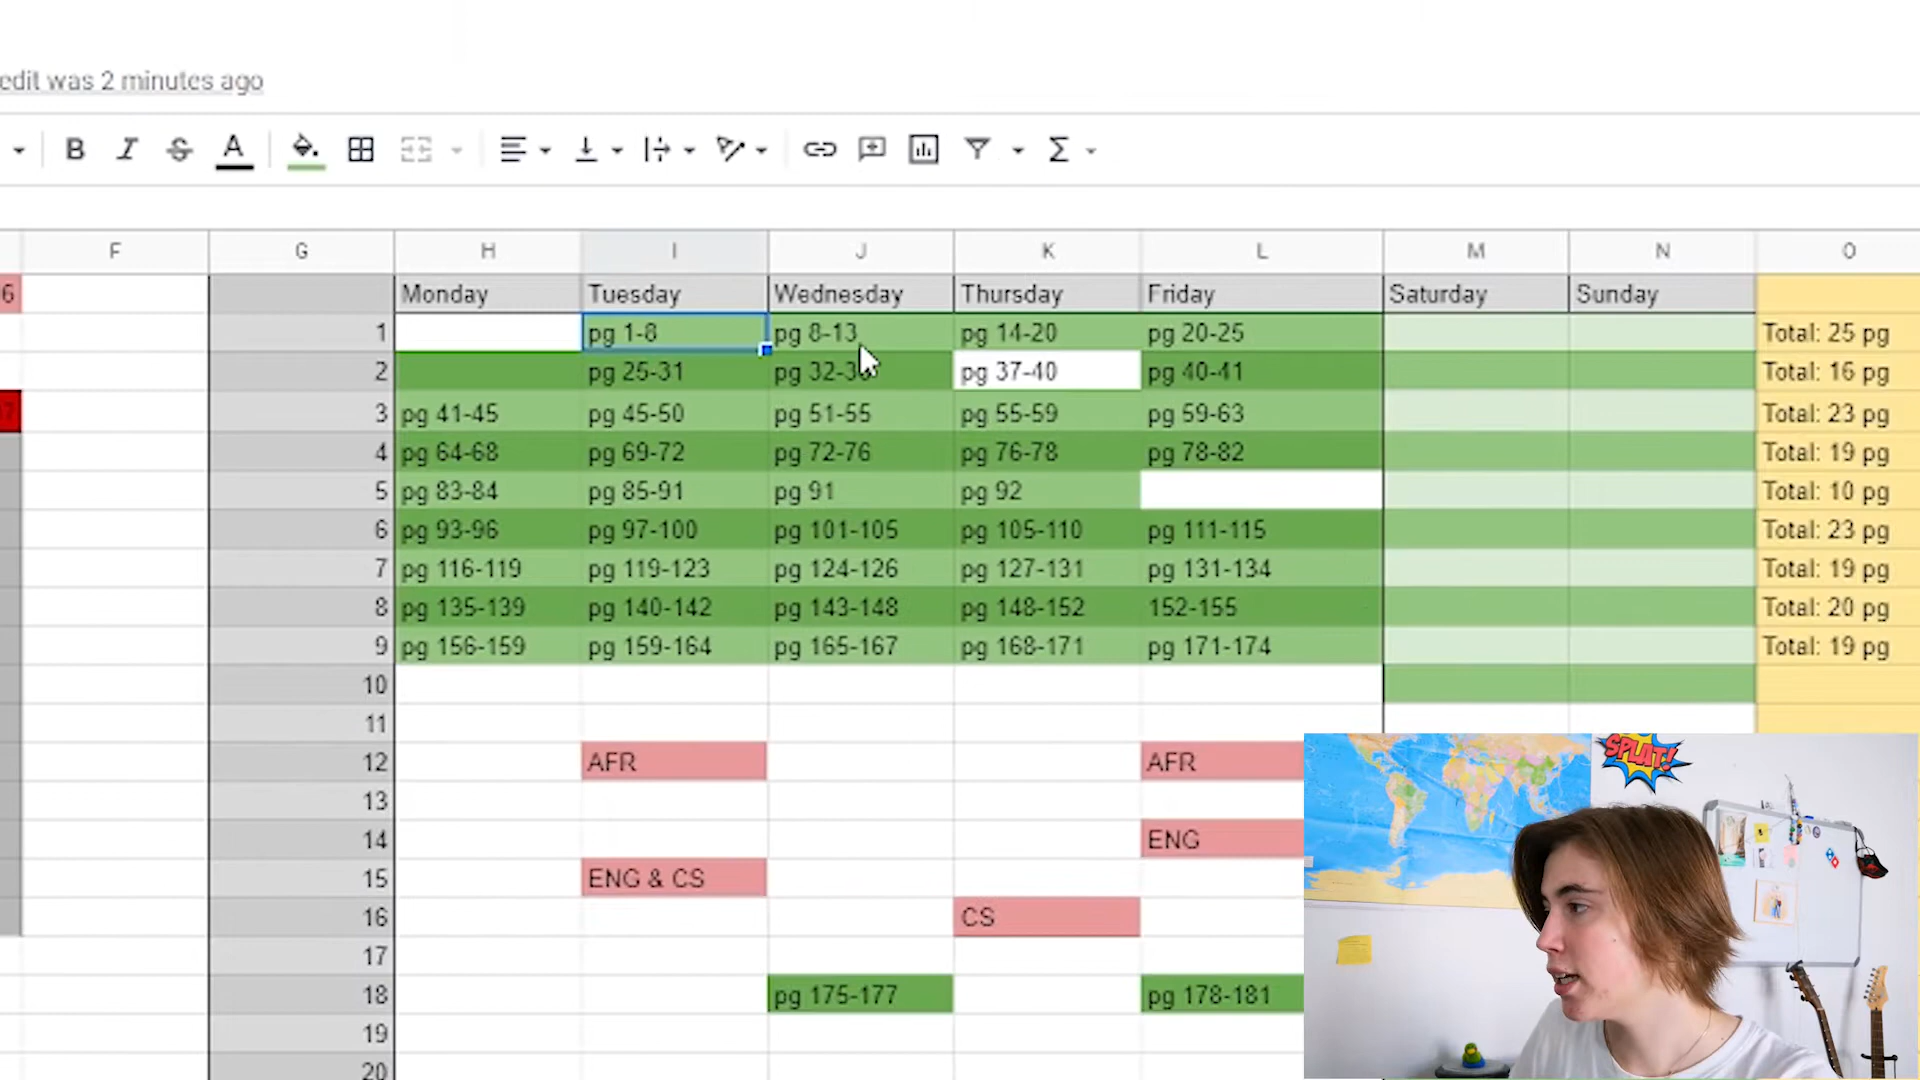 edit was 2 minutes ago
B I S A
F G H I J K L M N O
6 Monday Tuesday Wednesday Thursday Friday Saturday Sunday
1 pg 1-8 pg 8-13 pg 14-20 pg 20-25 Total: 25 pg
2 pg 25-31 pg 32-3 pg 37-40 pg 40-41 Total: 16 pg
3 pg 41-45 pg 45-50 pg 51-55 pg 55-59 pg 59-63 Total: 23 pg
4 pg 64-68 pg 69-72 pg 72-76 pg 76-78 pg 78-82 Total: 19 pg
5 pg 83-84 pg 85-91 pg 91 pg 92 Total: 10 pg
6 pg 93-96 pg 97-100 pg 101-105 pg 105-110 pg 111-115 Total: 23 pg
7 pg 116-119 pg 119-123 pg 124-126 pg 127-131 pg 131-134 Total: 19 pg
8 pg 135-139 pg 140-142 pg 143-148 pg 148-152 152-155 Total: 20 pg
9 pg 156-159 pg 159-164 pg 165-167 pg 168-171 pg 171-174 Total: 19 pg
10
11
12 AFR AFR
13
14 ENG
15 ENG & CS
16 CS
17
18 pg 175-177 pg 178-181
19
20
SPLAT!